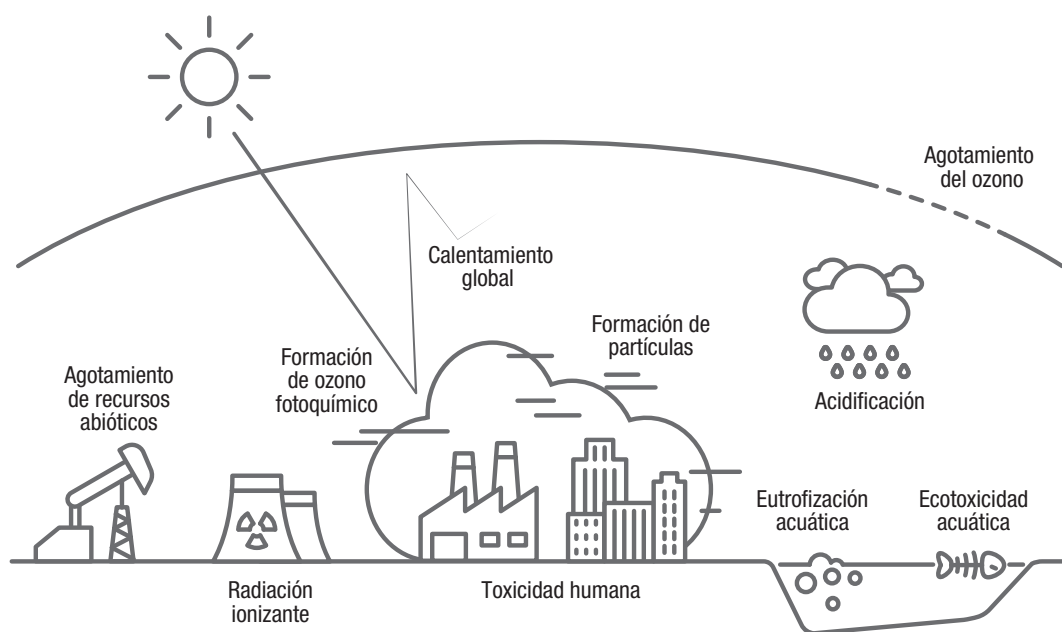 Agotamiento
del ozono
Calentamiento
global
Formación de
partículas
Formación
de ozono
fotoquímico
Agotamiento
de recursos
abióticos
Acidificación
Eutrofización
acuática
Ecotoxicidad
acuática
Radiación
ionizante
Toxicidad humana